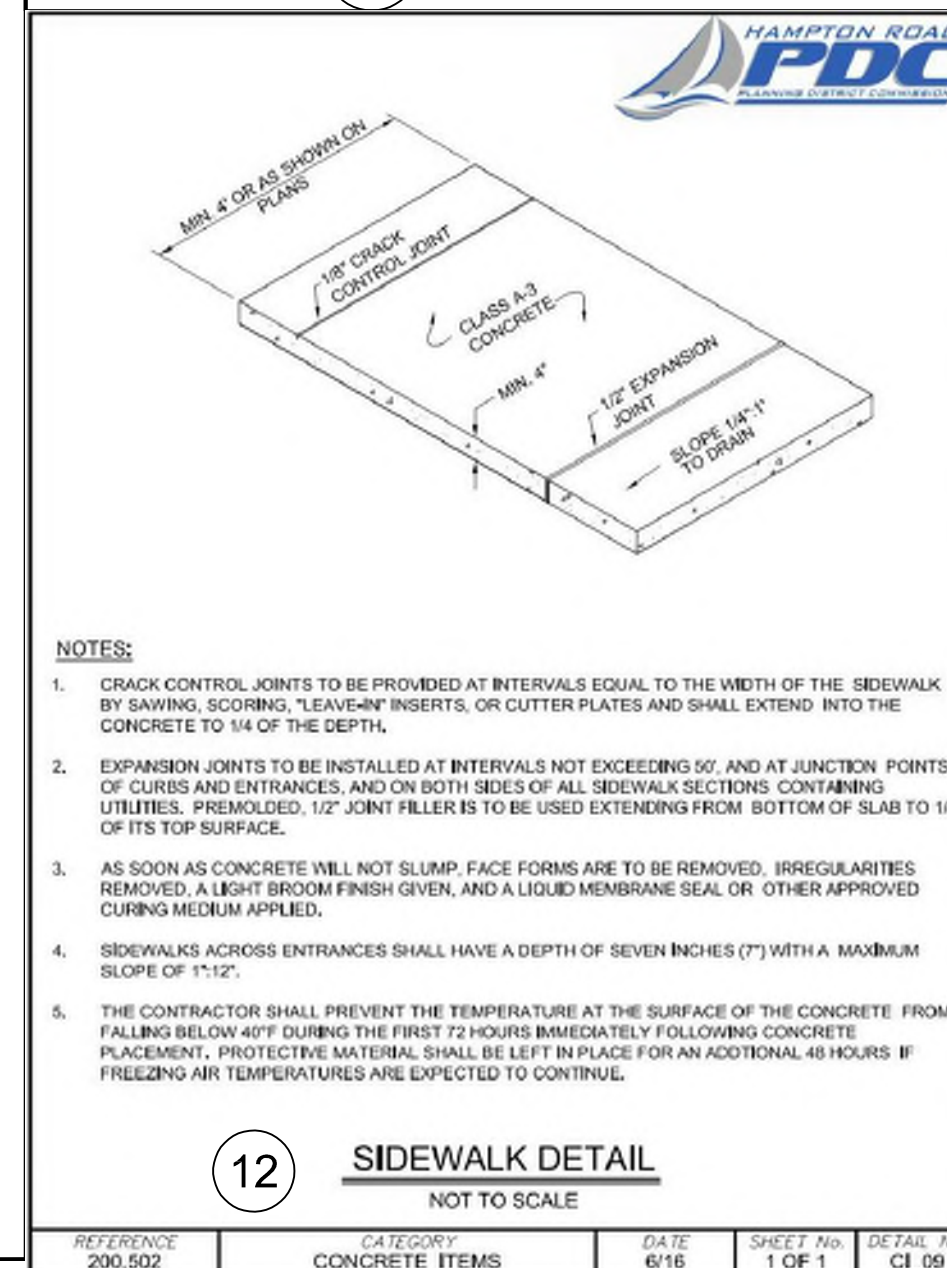 HAMPTON ROAD
PDC
PLANNING DISTRICT COMMISSION
MIN. 4' OR AS SHOWN ON
PLANS
1/8" CRACK
CONTROL JOINT
CLASS A-3
CONCRETE
MIN. 4"
1/2" EXPANSION
JOINT
SLOPE 1/4":1'
TO DRAIN
NOTES:
1. CRACK CONTROL JOINTS TO BE PROVIDED AT INTERVALS EQUAL TO THE WIDTH OF THE SIDEWALK
BY SAWING, SCORING, "LEAVE-IN" INSERTS, OR CUTTER PLATES AND SHALL EXTEND INTO THE
CONCRETE TO 1/4 OF THE DEPTH.
2. EXPANSION JOINTS TO BE INSTALLED AT INTERVALS NOT EXCEEDING 50', AND AT JUNCTION POINTS
OF CURBS AND ENTRANCES, AND ON BOTH SIDES OF ALL SIDEWALK SECTIONS CONTAINING
UTILITIES. PREMOLDED, 1/2" JOINT FILLER IS TO BE USED EXTENDING FROM BOTTOM OF SLAB TO
OF ITS TOP SURFACE.
3. AS SOON AS CONCRETE WILL NOT SLUMP, FACE FORMS ARE TO BE REMOVED, IRREGULARITIES
REMOVED, A LIGHT BROOM FINISH GIVEN, AND A LIQUID MEMBRANE SEAL OR OTHER APPROVED
CURING MEDIUM APPLIED.
4. SIDEWALKS ACROSS ENTRANCES SHALL HAVE A DEPTH OF SEVEN INCHES (7") WITH A MAXIMUM
SLOPE OF 1":12".
5. THE CONTRACTOR SHALL PREVENT THE TEMPERATURE AT THE SURFACE OF THE CONCRETE FROM
FALLING BELOW 40°F DURING THE FIRST 72 HOURS IMMEDIATELY FOLLOWING CONCRETE
PLACEMENT. PROTECTIVE MATERIAL SHALL BE LEFT IN PLACE FOR AN ADDTIONAL 48 HOURS IF
FREEZING AIR TEMPERATURES ARE EXPECTED TO CONTINUE.
12 SIDEWALK DETAIL
NOT TO SCALE
REFERENCE CATEGORY DATE SHEET No. DETAIL
200.502 CONCRETE ITEMS 6/16 1 OF 1 CI_09